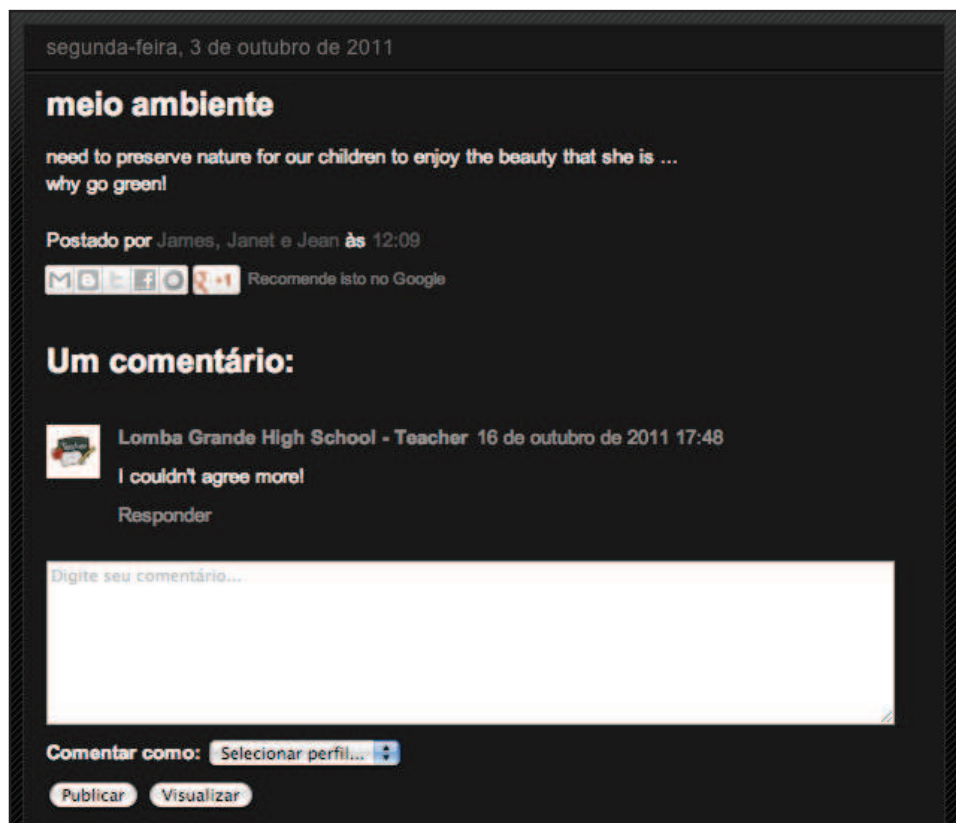 segunda-feira, 3 de outubro de 2011
meio ambiente
need to preserve nature for our children to enjoy the beauty that she is ...
why go green!
Postado por James, Janet e Jean às 12:09
+1 Recomende isto no Google
Um comentário:
Lomba Grande High School - Teacher 16 de outubro de 2011 17:48
I couldn't agree more!
Responder
Digite seu comentário...
Comentar como: Selecionar perfil...
Publicar Visualizar